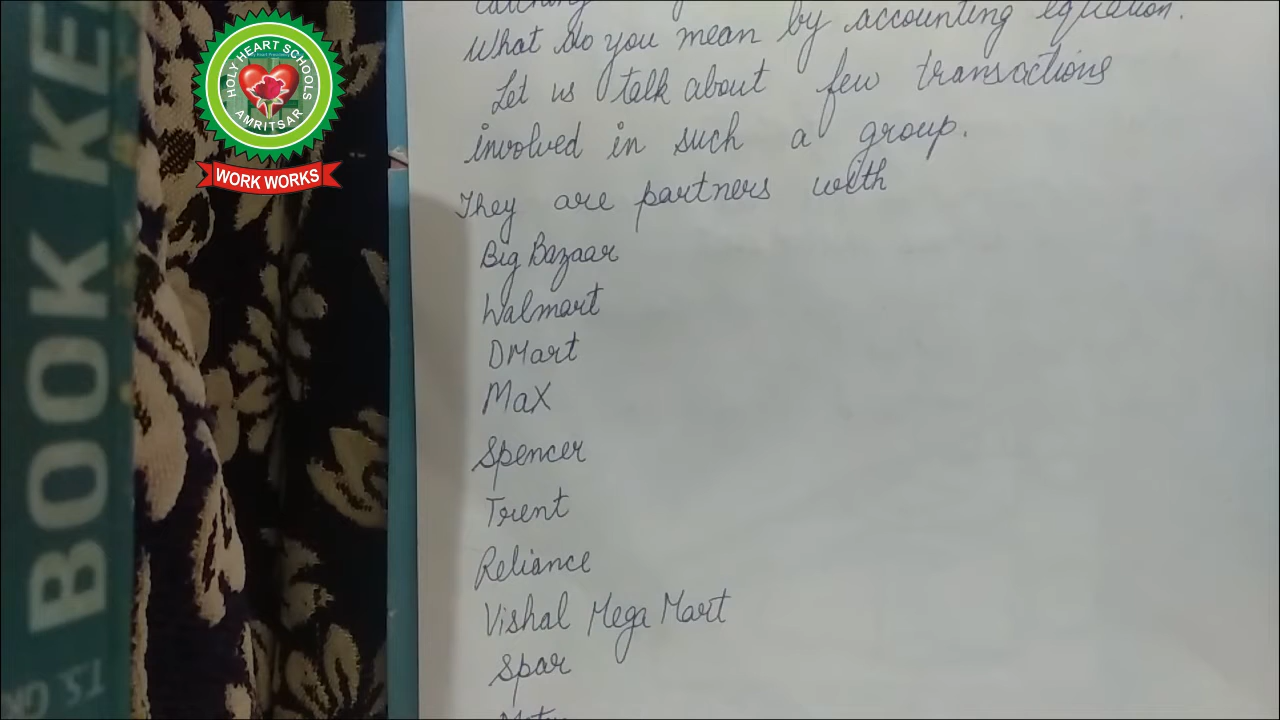 HOLY HEART SCHOOLS
AMRITSAR
WORK WORKS
BOOK KE
What do you mean by accounting equation.
Let us talk about few transactions
involved in such a group.
They are partners with
Big Bazaar
Walmart
DMart
Max
Spencer
Trent
Reliance
Vishal Mega Mart
Spar